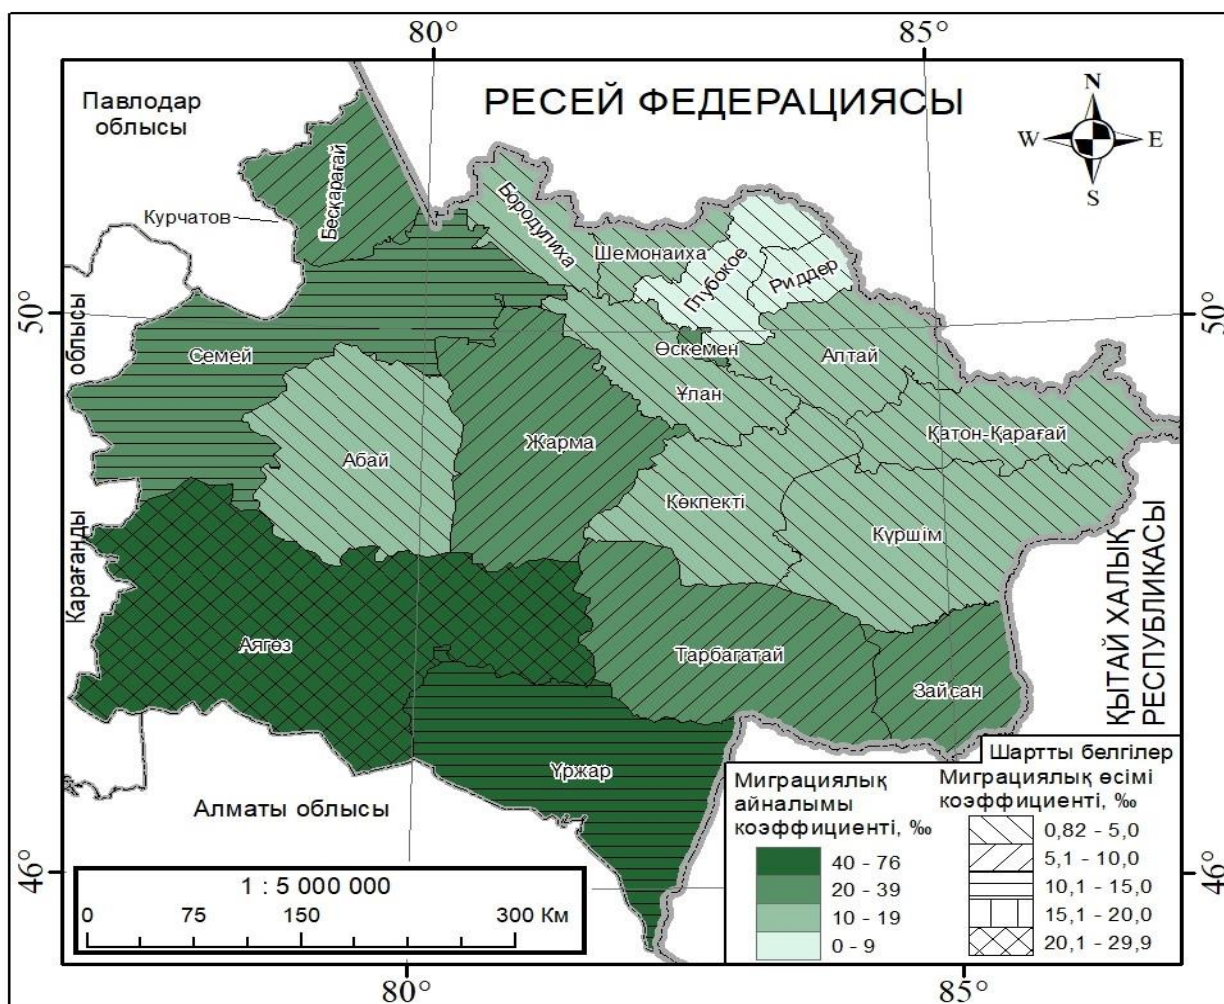 80°
85°
Павлодар
облысы
РЕСЕЙ ФЕДЕРАЦИЯСЫ
N
W
E
S
Бесқарағай
Курчатов
Бородулиха
Шемонаиха
Глубокое
Риддер
50°
50°
облысы
Семей
Өскемен
Алтай
Ұлан
Қатон-Қарағай
Жарма
Абай
Көкпекті
Күршім
Карағанды
ҚЫТАЙ ХАЛЫҚ
РЕСПУБЛИКАСЫ
Аягөз
Тарбагатай
Зайсан
Үржар
Алматы облысы
Шартты белгілер
Миграциялық
айналымы
коэффициенті, ‰
40 - 76
20 - 39
10 - 19
0 - 9
Миграциялық өсімі
коэффициенті, ‰
0,82 - 5,0
5,1 - 10,0
10,1 - 15,0
15,1 - 20,0
20,1 - 29,9
46°
46°
1 : 5 000 000
0 75 150 300 Км
80°
85°